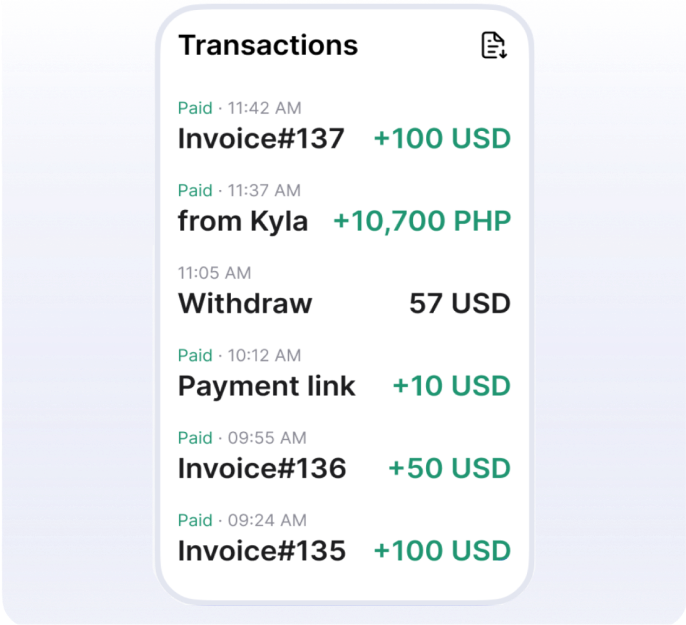 Transactions
Paid · 11:42 AM
Invoice#137 +100 USD
Paid · 11:37 AM
from Kyla +10,700 PHP
11:05 AM
Withdraw 57 USD
Paid · 10:12 AM
Payment link +10 USD
Paid · 09:55 AM
Invoice#136 +50 USD
Paid · 09:24 AM
Invoice#135 +100 USD